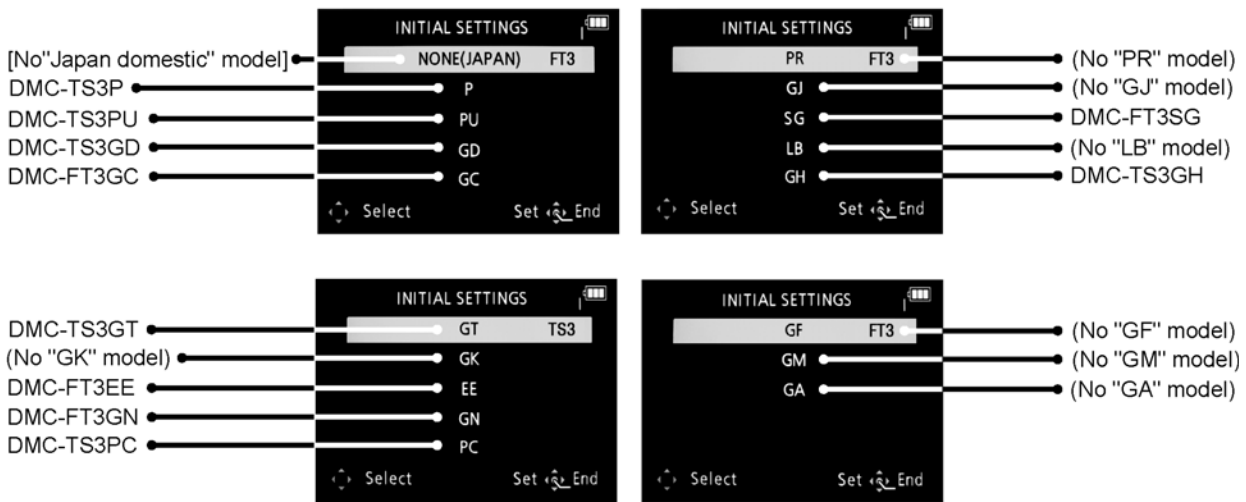 INITIAL SETTINGS
[No"Japan domestic" model] NONE(JAPAN) FT3
DMC-TS3P P
DMC-TS3PU PU
DMC-TS3GD GD
DMC-FT3GC GC
Select Set End
INITIAL SETTINGS
PR FT3 (No "PR" model)
GJ (No "GJ" model)
SG DMC-FT3SG
LB (No "LB" model)
GH DMC-TS3GH
Select Set End
INITIAL SETTINGS
DMC-TS3GT GT TS3
(No "GK" model) GK
DMC-FT3EE EE
DMC-FT3GN GN
DMC-TS3PC PC
Select Set End
INITIAL SETTINGS
GF FT3 (No "GF" model)
GM (No "GM" model)
GA (No "GA" model)
Select Set End